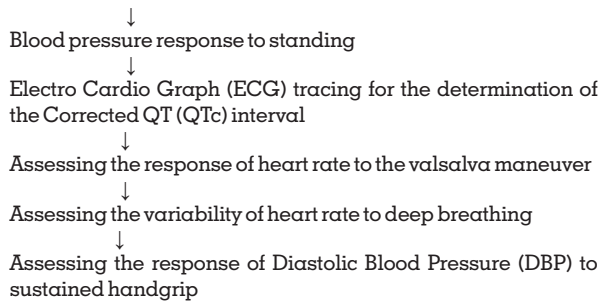 ↓
Blood pressure response to standing
↓
Electro Cardio Graph (ECG) tracing for the determination of
the Corrected QT (QTc) interval
↓
Assessing the response of heart rate to the valsalva maneuver
↓
Assessing the variability of heart rate to deep breathing
↓
Assessing the response of Diastolic Blood Pressure (DBP) to
sustained handgrip